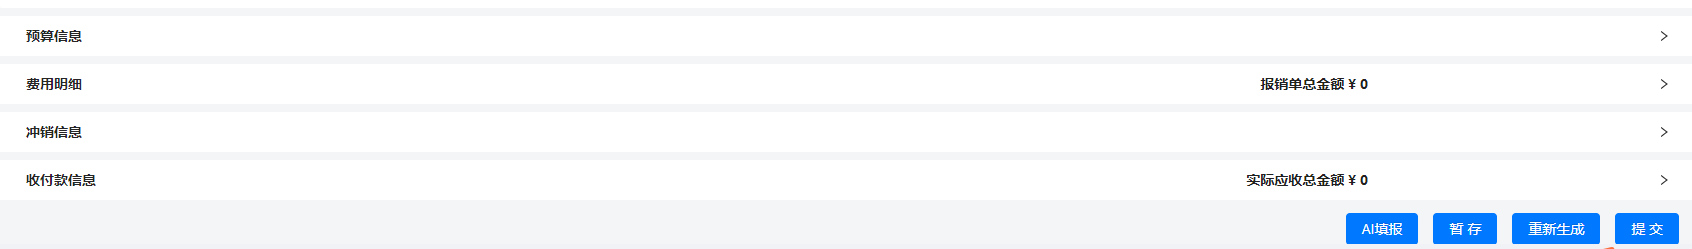 预算信息
费用明细 报销单总金额 ¥ 0
冲销信息
收付款信息 实际应收总金额 ¥ 0
AI填报 暂 存 重新生成 提 交